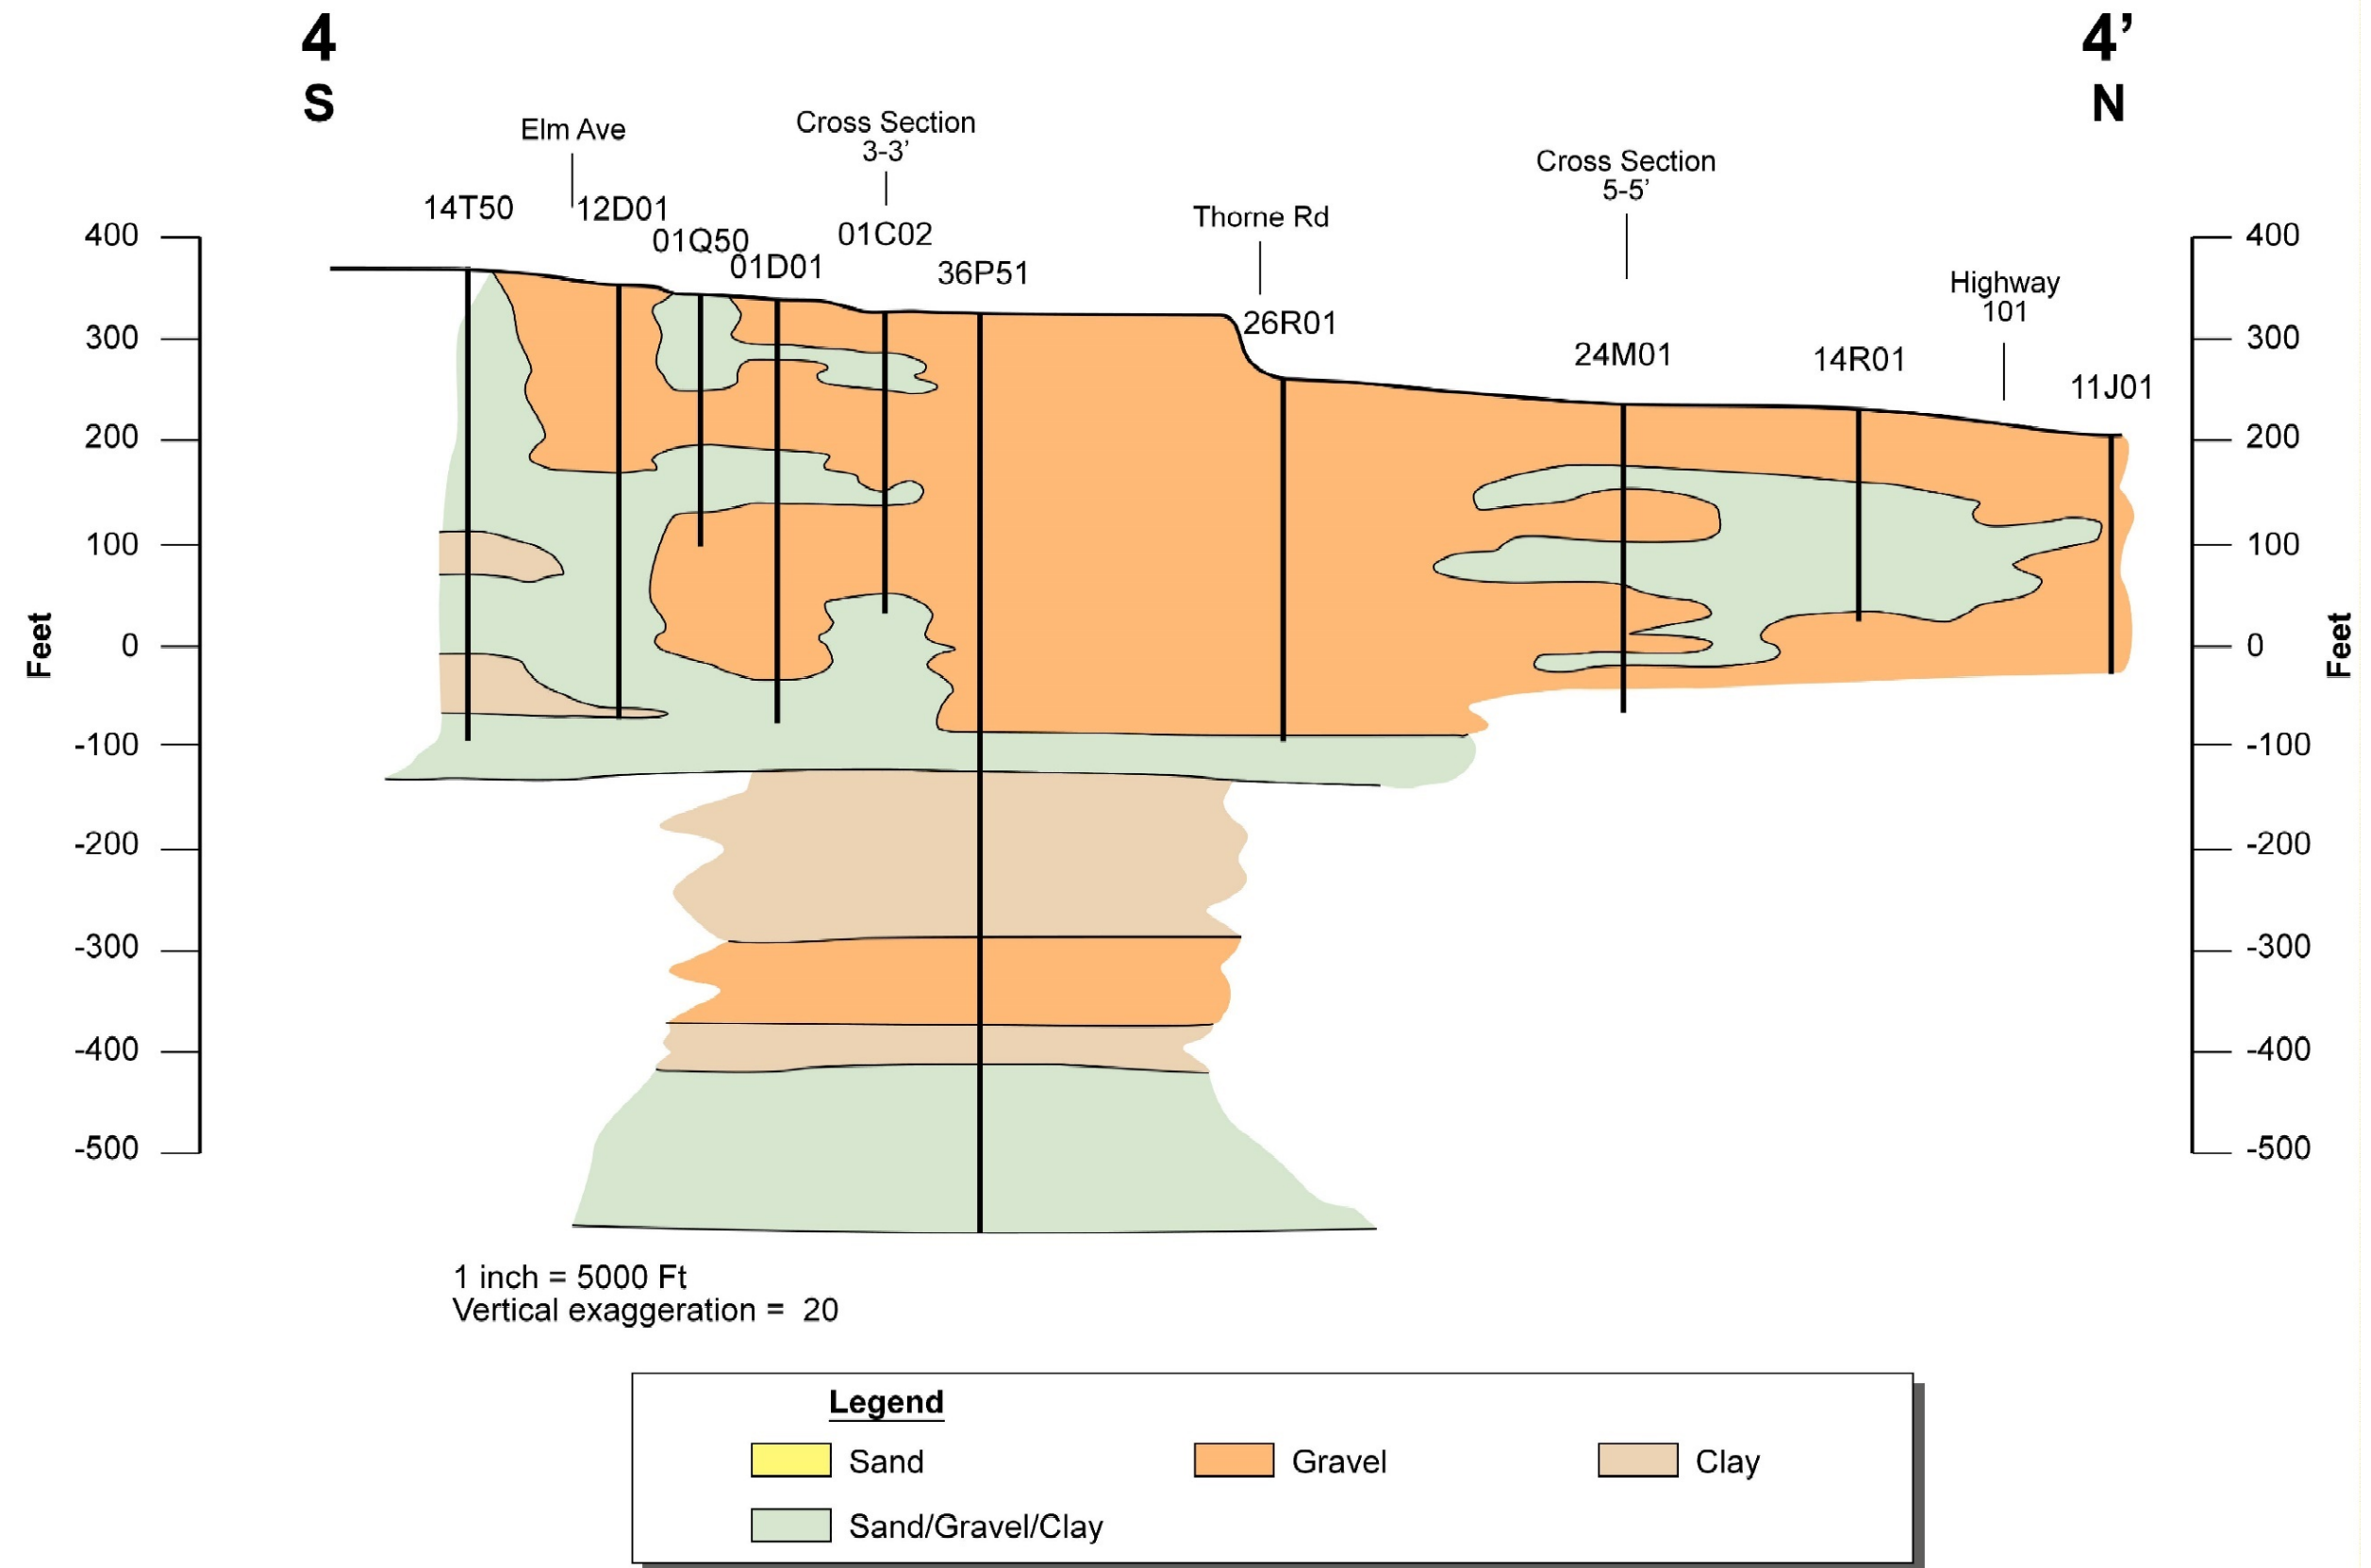 4
S
4’
N
Elm Ave
Cross Section
3-3’
Cross Section
5-5’
Thorne Rd
Highway
101
14T50
12D01
01Q50
01D01
01C02
36P51
26R01
24M01
14R01
11J01
Feet
400
300
200
100
0
-100
-200
-300
-400
-500
400
300
200
100
0
-100
-200
-300
-400
-500
Feet
1 inch = 5000 Ft
Vertical exaggeration = 20
Legend
Sand
Gravel
Clay
Sand/Gravel/Clay